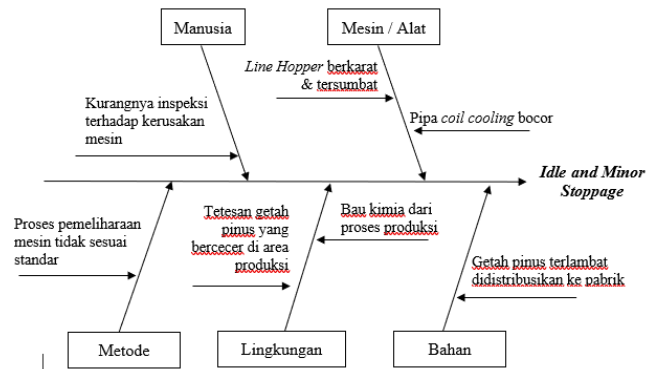 Manusia
Mesin / Alat
Line Hopper berkarat
& tersumbat
Kurangnya inspeksi
terhadap kerusakan
mesin
Pipa coil cooling bocor
Idle and Minor
Stoppage
Proses pemeliharaan
mesin tidak sesuai
standar
Tetesan getah
pinus yang
bercecer di area
produksi
Bau kimia dari
proses produksi
Getah pinus terlambat
didistribusikan ke pabrik
Metode
Lingkungan
Bahan